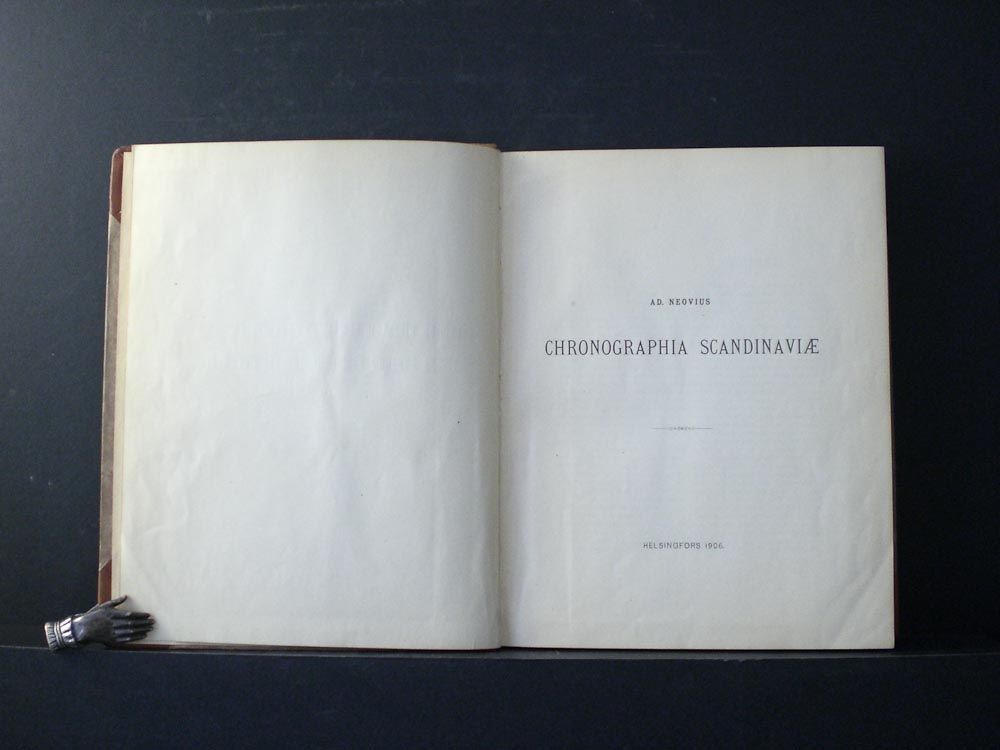 AD. NEOVIUS
CHRONOGRAPHIA SCANDINAVIÆ
HELSINGFORS 1906.